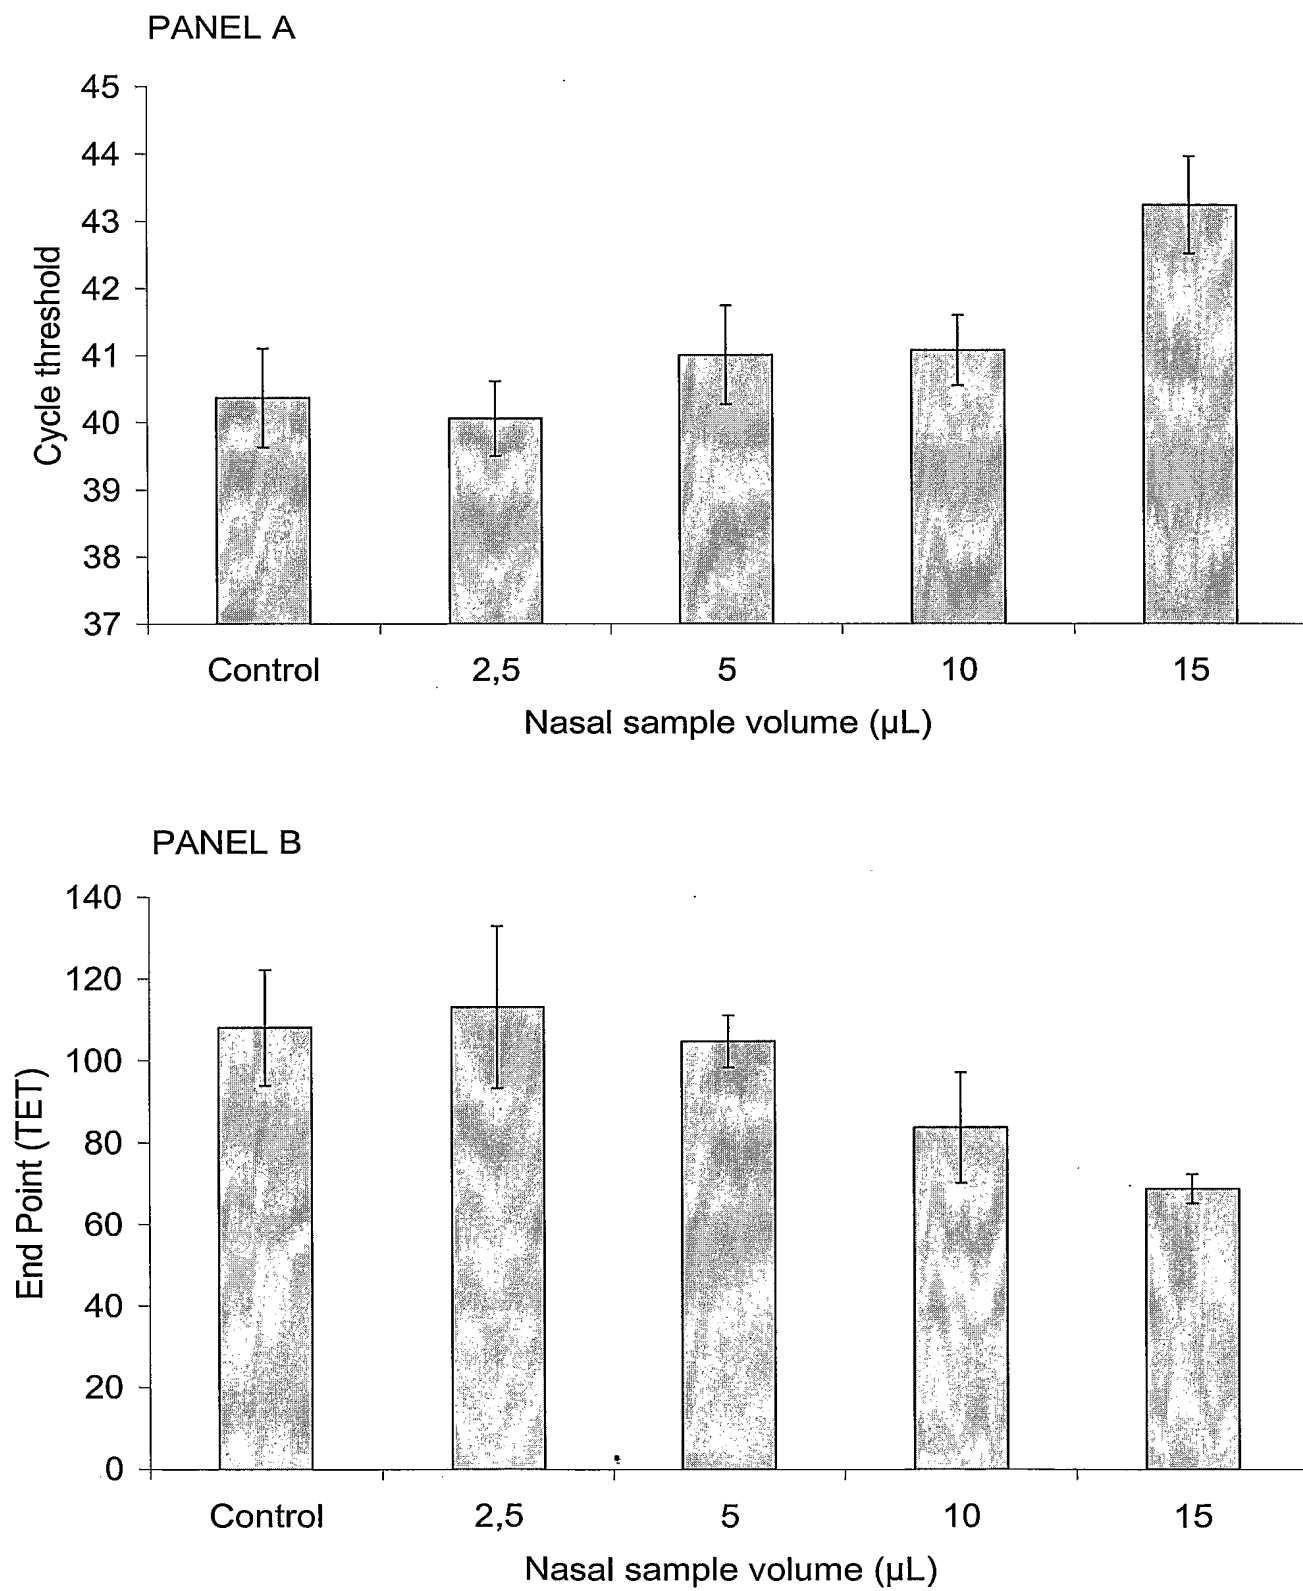 PANEL A
45
44
43
42
41
40
39
38
37
Cycle threshold
Control 2,5 5 10 15
Nasal sample volume (µL)
PANEL B
140
120
100
80
60
40
20
0
End Point (TET)
Control 2,5 5 10 15
Nasal sample volume (µL)